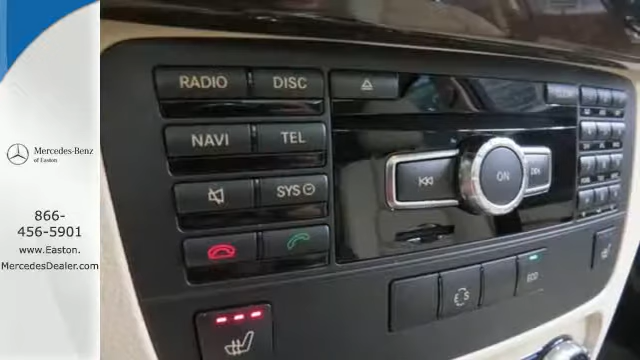 Mercedes-Benz
of Easton
866-
456-5901
www.Easton.
MercedesDealer.com
RADIO DISC
NAVI TEL
SYS
ON
ECO